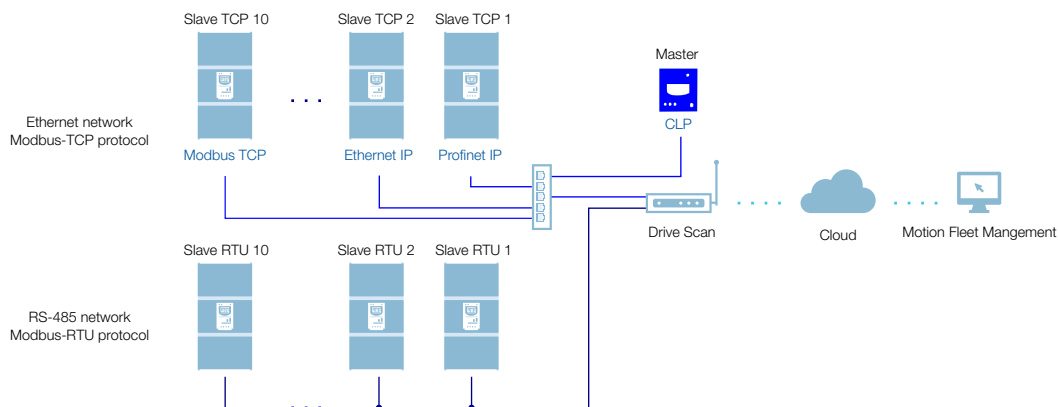 Slave TCP 10
Slave TCP 2
Slave TCP 1
Master
Ethernet network
Modbus-TCP protocol
CLP
Modbus TCP
Ethernet IP
Profinet IP
Drive Scan
Cloud
Motion Fleet Mangement
Slave RTU 10
Slave RTU 2
Slave RTU 1
RS-485 network
Modbus-RTU protocol